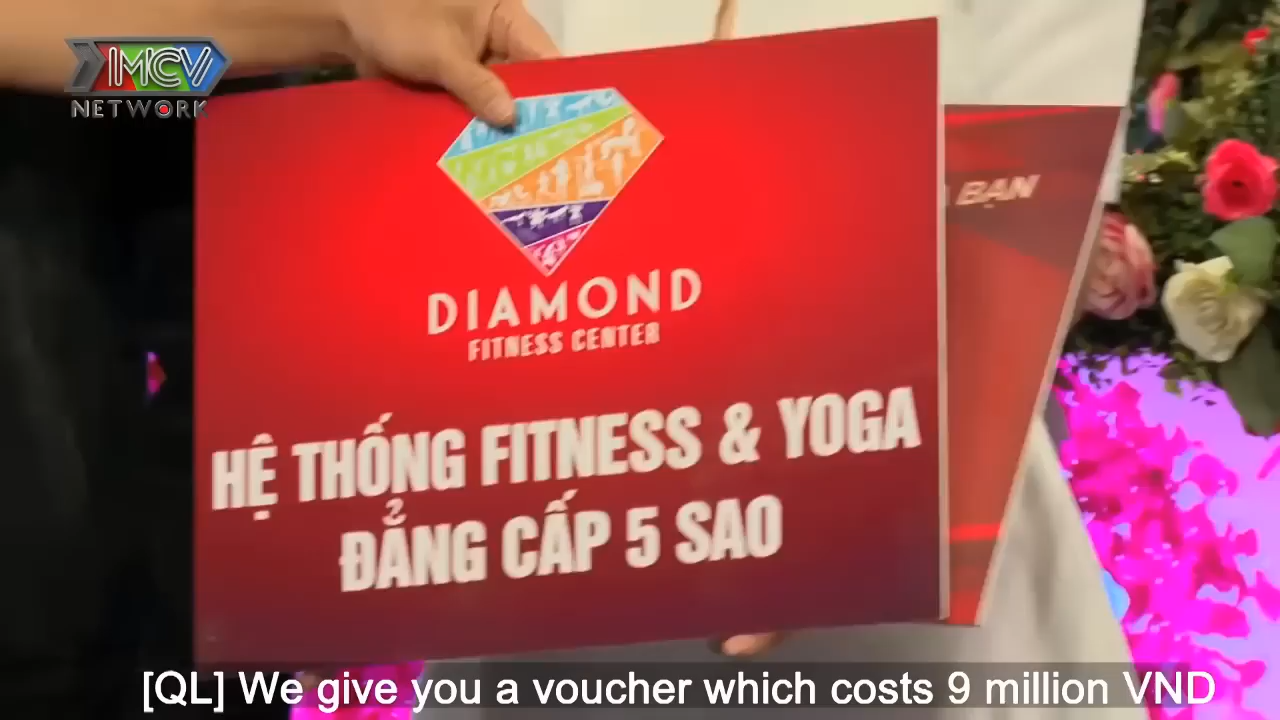 MCV
NETWORK
BẠN
DIAMOND
FITNESS CENTER
HỆ THỐNG FITNESS & YOGA
ĐẲNG CẤP 5 SAO
[QL] We give you a voucher which costs 9 million VND